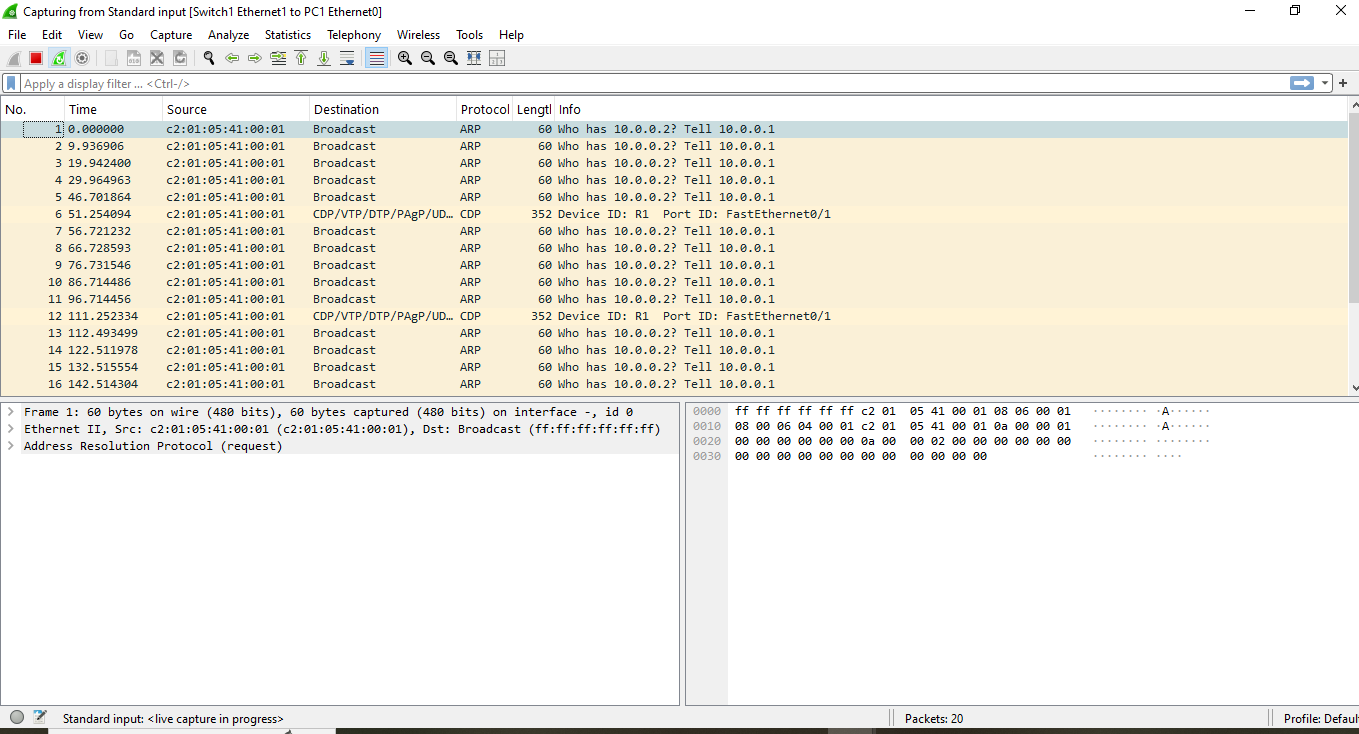 Capturing from Standard input [Switch1 Ethernet1 to PC1 Ethernet0]
File Edit View Go Capture Analyze Statistics Telephony Wireless Tools Help
Apply a display filter ... <Ctrl-/>
No. Time Source Destination Protocol Lengtl Info
1 0.000000 c2:01:05:41:00:01 Broadcast ARP 60 Who has 10.0.0.2? Tell 10.0.0.1
2 9.936906 c2:01:05:41:00:01 Broadcast ARP 60 Who has 10.0.0.2? Tell 10.0.0.1
3 19.942400 c2:01:05:41:00:01 Broadcast ARP 60 Who has 10.0.0.2? Tell 10.0.0.1
4 29.964963 c2:01:05:41:00:01 Broadcast ARP 60 Who has 10.0.0.2? Tell 10.0.0.1
5 46.701864 c2:01:05:41:00:01 Broadcast ARP 60 Who has 10.0.0.2? Tell 10.0.0.1
6 51.254094 c2:01:05:41:00:01 CDP/VTP/DTP/PAgP/UD… CDP 352 Device ID: R1 Port ID: FastEthernet0/1
7 56.721232 c2:01:05:41:00:01 Broadcast ARP 60 Who has 10.0.0.2? Tell 10.0.0.1
8 66.728593 c2:01:05:41:00:01 Broadcast ARP 60 Who has 10.0.0.2? Tell 10.0.0.1
9 76.731546 c2:01:05:41:00:01 Broadcast ARP 60 Who has 10.0.0.2? Tell 10.0.0.1
10 86.714486 c2:01:05:41:00:01 Broadcast ARP 60 Who has 10.0.0.2? Tell 10.0.0.1
11 96.714456 c2:01:05:41:00:01 Broadcast ARP 60 Who has 10.0.0.2? Tell 10.0.0.1
12 111.252334 c2:01:05:41:00:01 CDP/VTP/DTP/PAgP/UD… CDP 352 Device ID: R1 Port ID: FastEthernet0/1
13 112.493499 c2:01:05:41:00:01 Broadcast ARP 60 Who has 10.0.0.2? Tell 10.0.0.1
14 122.511978 c2:01:05:41:00:01 Broadcast ARP 60 Who has 10.0.0.2? Tell 10.0.0.1
15 132.515554 c2:01:05:41:00:01 Broadcast ARP 60 Who has 10.0.0.2? Tell 10.0.0.1
16 142.514304 c2:01:05:41:00:01 Broadcast ARP 60 Who has 10.0.0.2? Tell 10.0.0.1
Frame 1: 60 bytes on wire (480 bits), 60 bytes captured (480 bits) on interface -, id 0
Ethernet II, Src: c2:01:05:41:00:01 (c2:01:05:41:00:01), Dst: Broadcast (ff:ff:ff:ff:ff:ff)
Address Resolution Protocol (request)
0000 ff ff ff ff ff ff c2 01 05 41 00 01 08 06 00 01 ········ ·A······
0010 08 00 06 04 00 01 c2 01 05 41 00 01 0a 00 00 01 ········ ·A······
0020 00 00 00 00 00 00 0a 00 00 02 00 00 00 00 00 00 ········ ········
0030 00 00 00 00 00 00 00 00 00 00 00 00 ········ ····
Standard input: <live capture in progress>
Packets: 20
Profile: Defaul